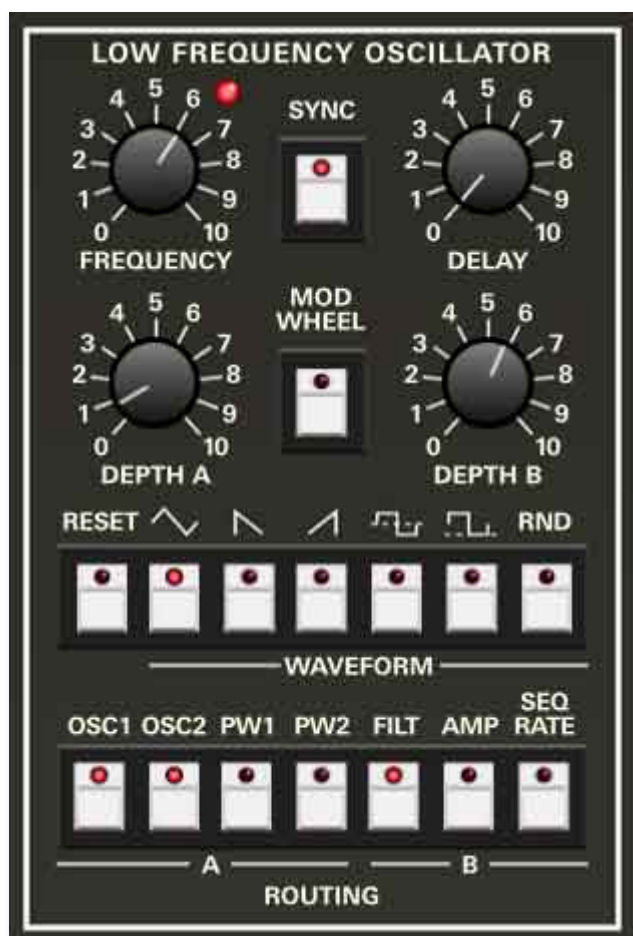 LOW FREQUENCY OSCILLATOR
0 1 2 3 4 5 6 7 8 9 10
FREQUENCY
SYNC
0 1 2 3 4 5 6 7 8 9 10
DELAY
0 1 2 3 4 5 6 7 8 9 10
DEPTH A
MOD
WHEEL
0 1 2 3 4 5 6 7 8 9 10
DEPTH B
RESET RND
WAVEFORM
OSC1 OSC2 PW1 PW2 FILT AMP SEQ
RATE
A B
ROUTING